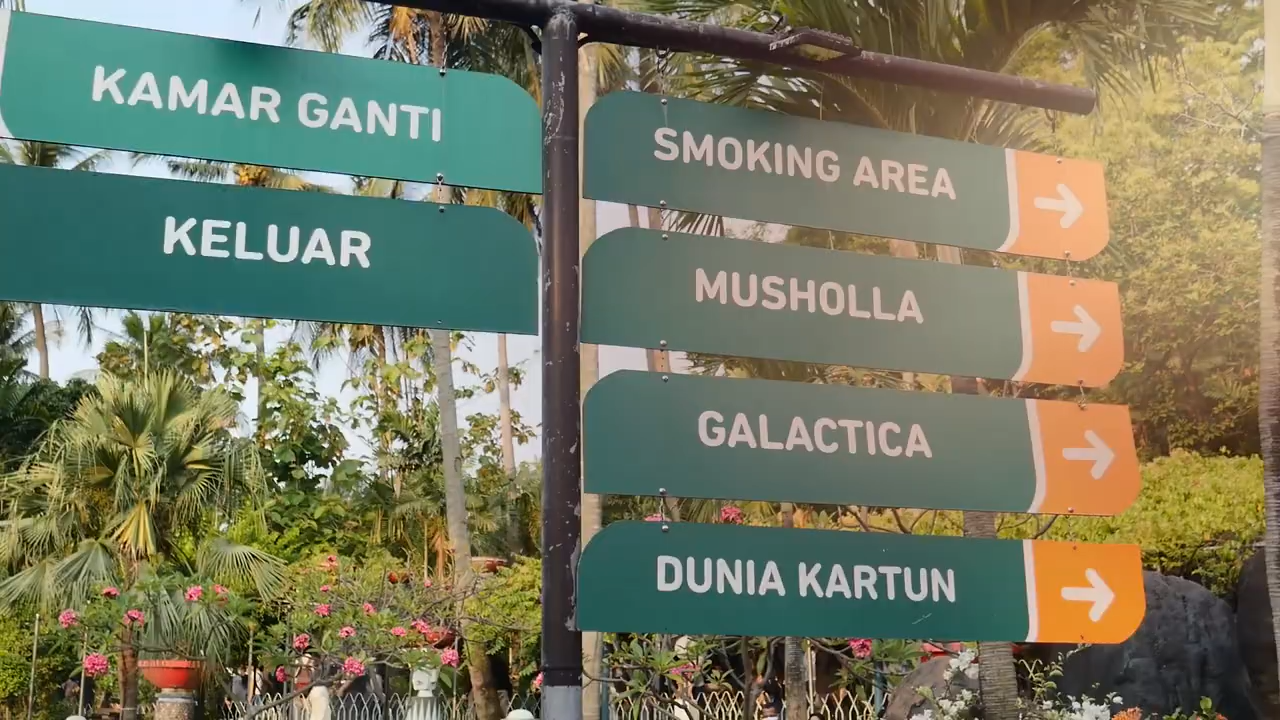 KAMAR GANTI
KELUAR
SMOKING AREA
MUSHOLLA
GALACTICA
DUNIA KARTUN